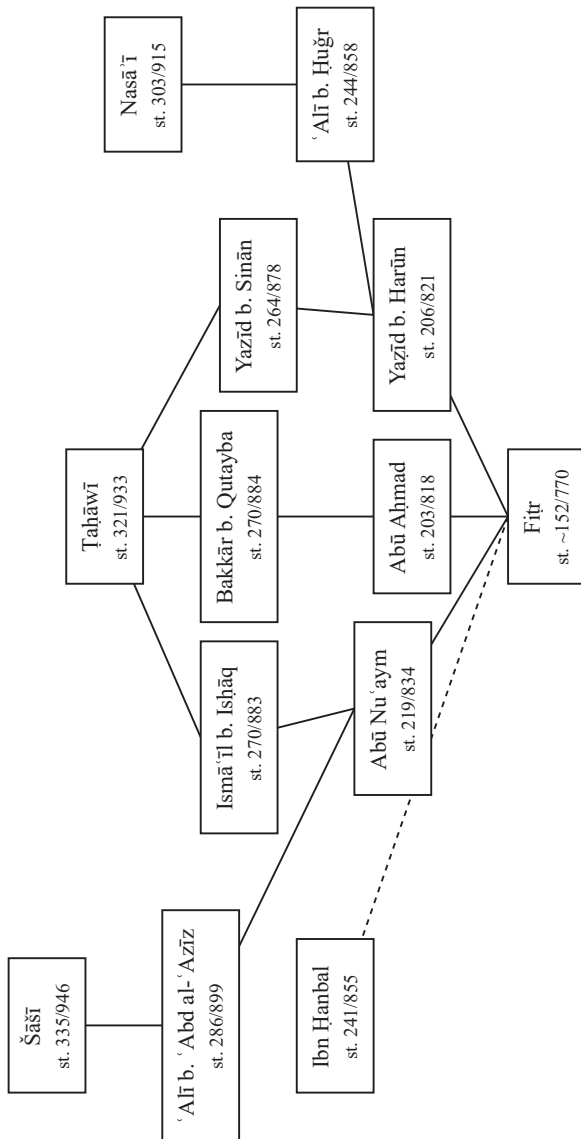 Šāšī
st. 335/946
Ṭaḥāwī
st. 321/933
Nasāʾī
st. 303/915
ʿAlī b. ʿAbd al-ʿAzīz
st. 286/899
Ismāʿīl b. Isḥāq
st. 270/883
Bakkār b. Qutayba
st. 270/884
Yazīd b. Sinān
st. 264/878
Ibn Ḥanbal
st. 241/855
ʿAlī b. Ḥuǧr
st. 244/858
Abū Nuʿaym
st. 219/834
Abū Aḥmad
st. 203/818
Yaẓīd b. Harūn
st. 206/821
Fiṭr
st. ~152/770